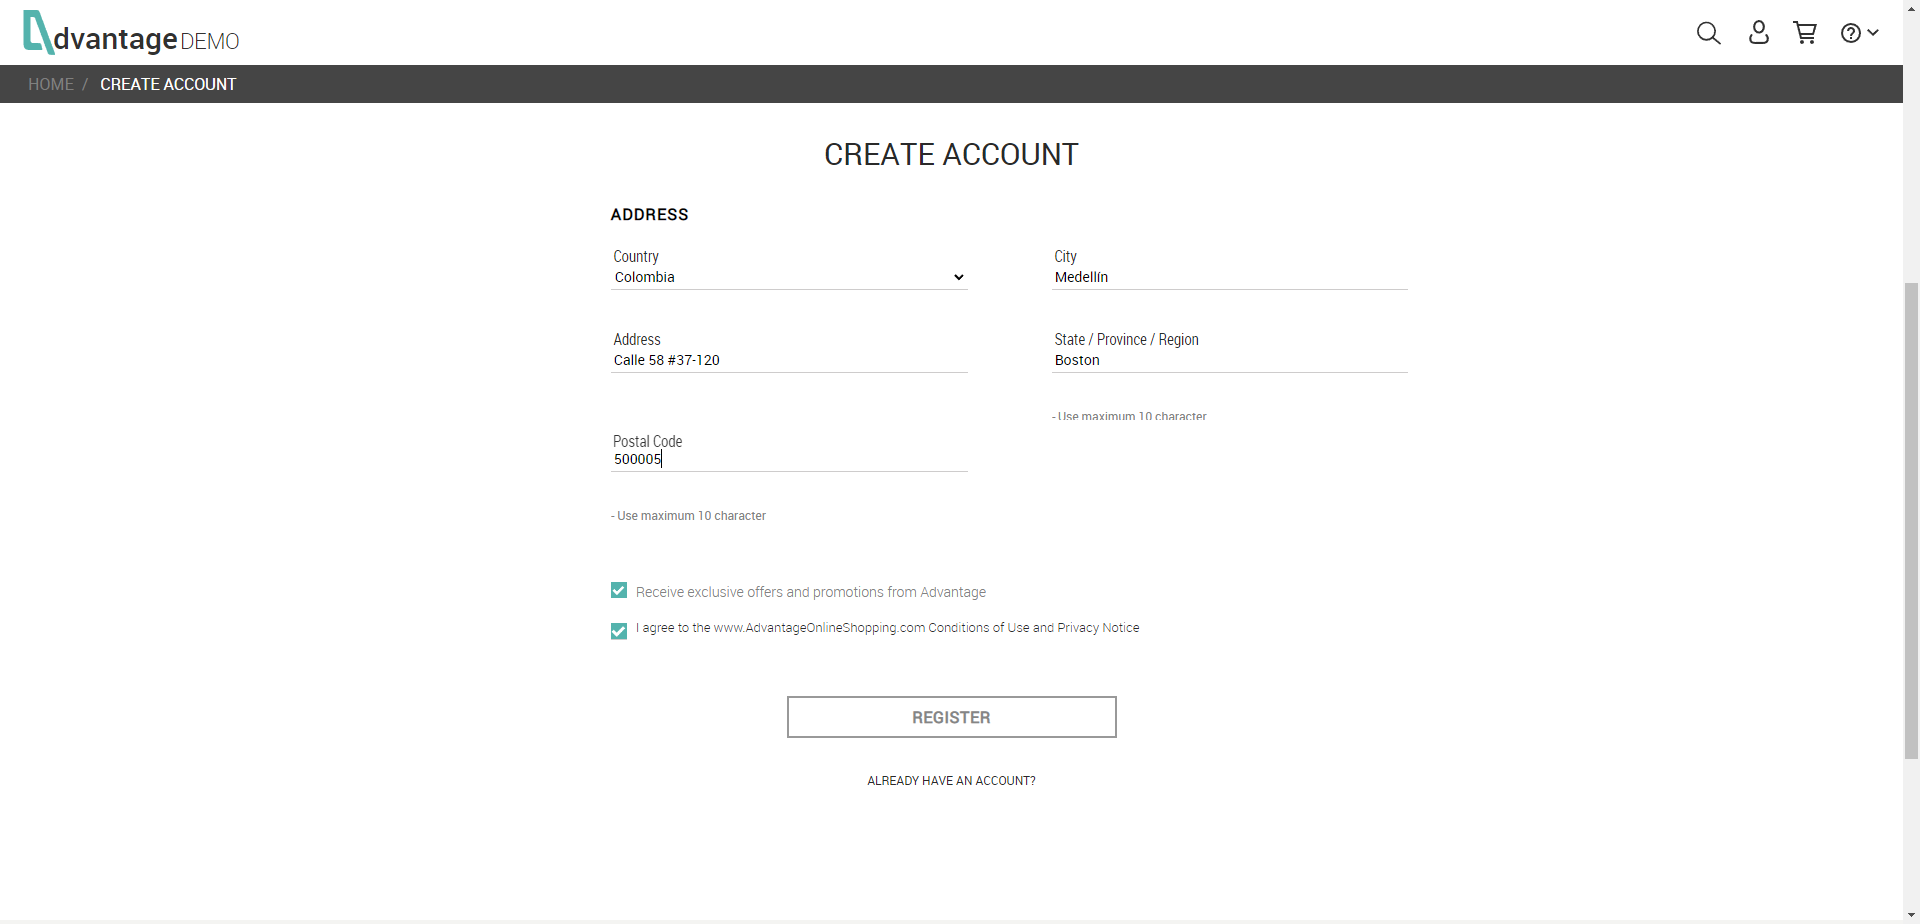 dvantage DEMO
HOME / CREATE ACCOUNT
CREATE ACCOUNT
ADDRESS
Country
Colombia
City
Medellín
Address
Calle 58 #37-120
State / Province / Region
Boston
- Use maximum 10 character
Postal Code
500005
- Use maximum 10 character
Receive exclusive offers and promotions from Advantage
I agree to the www.AdvantageOnlineShopping.com Conditions of Use and Privacy Notice
REGISTER
ALREADY HAVE AN ACCOUNT?